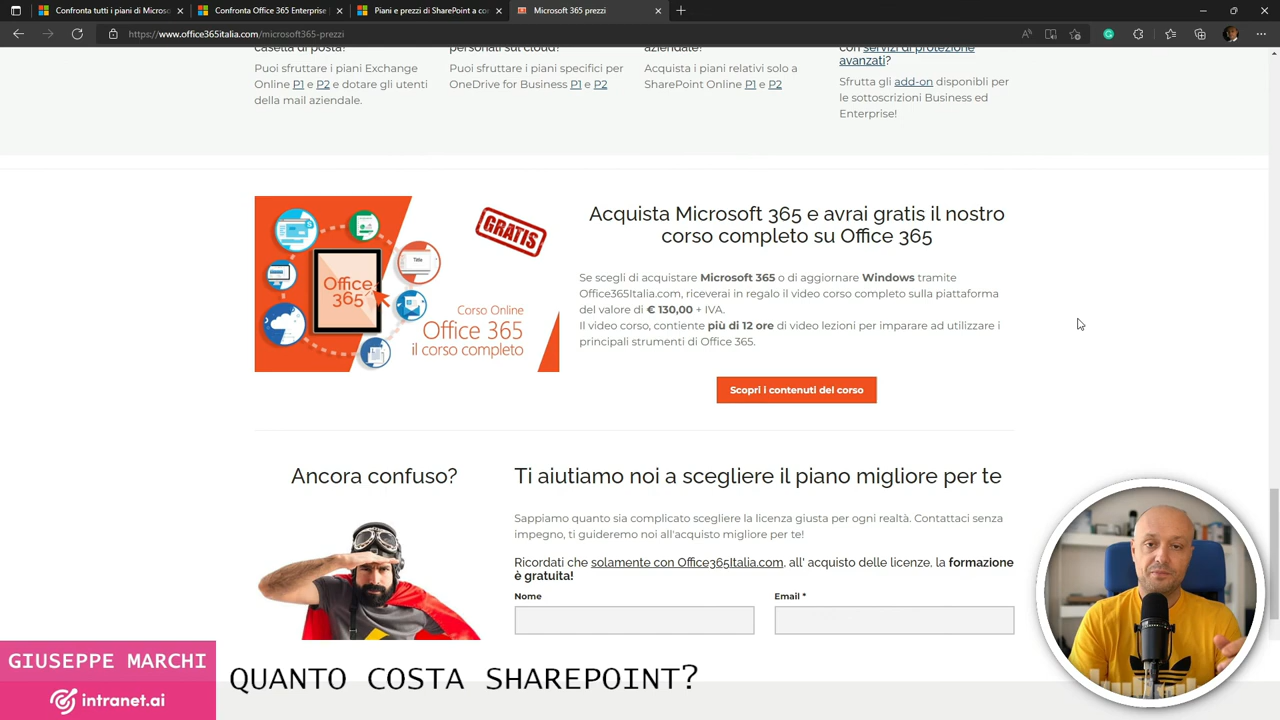 Confronta tutti i piani di Microso
Confronta Office 365 Enterprise
Piani e prezzi di SharePoint a co
Microsoft 365 prezzi
https://www.office365italia.com/microsoft365-prezzi
casella di posta?
personali sul cloud?
aziendale?
con servizi di protezione
avanzati?
Puoi sfruttare i piani Exchange
Online P1 e P2 e dotare gli utenti
della mail aziendale.
Puoi sfruttare i piani specifici per
OneDrive for Business P1 e P2
Acquista i piani relativi solo a
SharePoint Online P1 e P2
Sfrutta gli add-on disponibli per
le sottoscrizioni Business ed
Enterprise!
GRATIS
Title
Office
365
Corso Online
Office 365
il corso completo
Acquista Microsoft 365 e avrai gratis il nostro
corso completo su Office 365
Se scegli di acquistare Microsoft 365 o di aggiornare Windows tramite
Office365Italia.com, riceverai in regalo il video corso completo sulla piattaforma
del valore di € 130,00 + IVA.
Il video corso, contiente più di 12 ore di video lezioni per imparare ad utilizzare i
principali strumenti di Office 365.
Scopri i contenuti del corso
Ancora confuso?
Ti aiutiamo noi a scegliere il piano migliore per te
Sappiamo quanto sia complicato scegliere la licenza giusta per ogni realtà. Contattaci senza
impegno, ti guideremo noi all'acquisto migliore per te!
Ricordati che solamente con Office365Italia.com, all' acquisto delle licenze, la formazione
è gratuita!
Nome
Email *
GIUSEPPE MARCHI
intranet.ai
QUANTO COSTA SHAREPOINT?